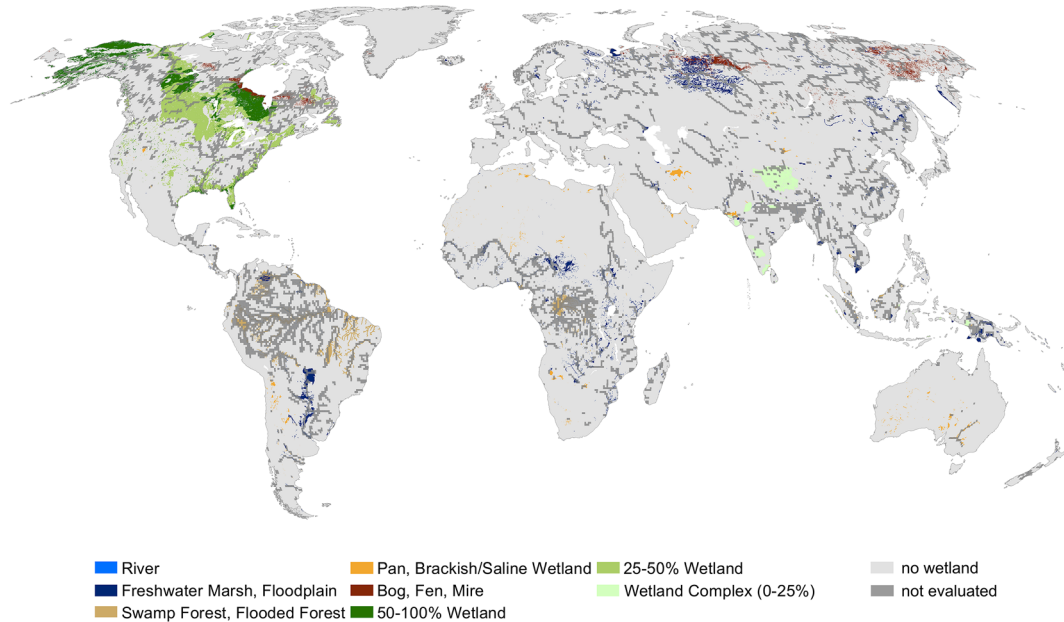 River
Freshwater Marsh, Floodplain
Swamp Forest, Flooded Forest
Pan, Brackish/Saline Wetland
Bog, Fen, Mire
50-100% Wetland
25-50% Wetland
Wetland Complex (0-25%)
no wetland
not evaluated